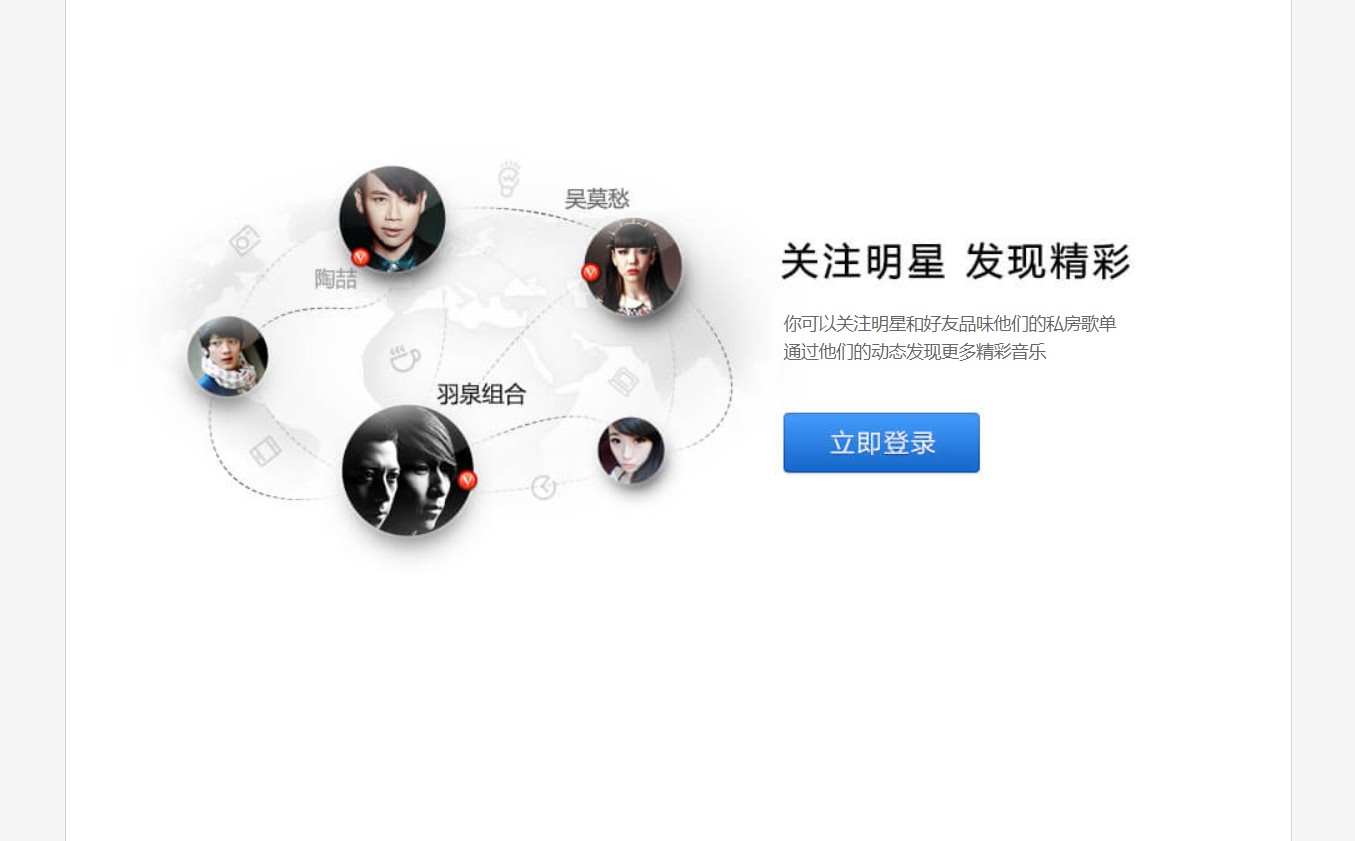 吴莫愁
陶喆
羽泉组合
关注明星 发现精彩
你可以关注明星和好友品味他们的私房歌单
通过他们的动态发现更多精彩音乐
立即登录